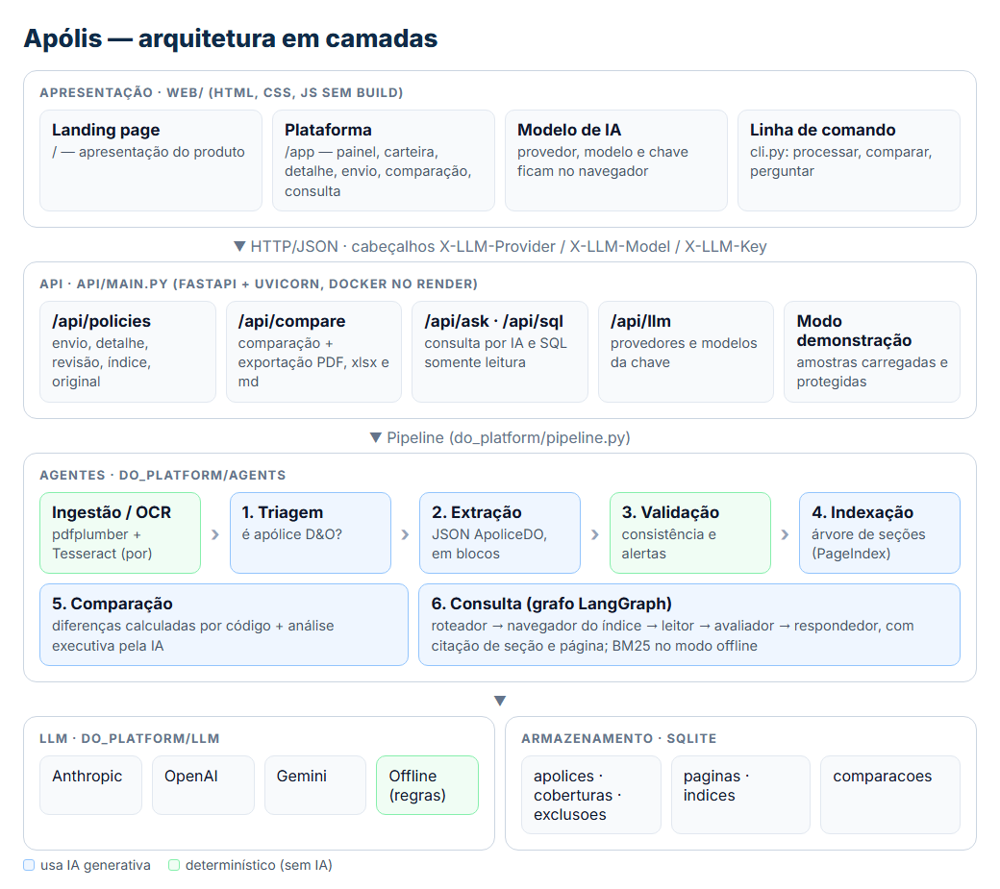 Apólis — arquitetura em camadas
APRESENTAÇÃO · WEB/ (HTML, CSS, JS SEM BUILD)
Landing page
/ — apresentação do produto
Plataforma
/app — painel, carteira,
detalhe, envio, comparação,
consulta
Modelo de IA
provedor, modelo e chave
ficam no navegador
Linha de comando
cli.py: processar, comparar,
perguntar
▼ HTTP/JSON · cabeçalhos X-LLM-Provider / X-LLM-Model / X-LLM-Key
API · API/MAIN.PY (FASTAPI + UVICORN, DOCKER NO RENDER)
/api/policies
envio, detalhe,
revisão, índice,
original
/api/compare
comparação +
exportação PDF, xlsx e
md
/api/ask · /api/sql
consulta por IA e SQL
somente leitura
/api/llm
provedores e modelos
da chave
Modo
demonstração
amostras carregadas e
protegidas
▼ Pipeline (do_platform/pipeline.py)
AGENTES · DO_PLATFORM/AGENTS
Ingestão / OCR
pdfplumber +
Tesseract (por)
›
1. Triagem
é apólice D&O?
›
2. Extração
JSON ApoliceDO,
em blocos
›
3. Validação
consistência e
alertas
›
4. Indexação
árvore de seções
(PageIndex)
5. Comparação
diferenças calculadas por código + análise
executiva pela IA
6. Consulta (grafo LangGraph)
roteador → navegador do índice → leitor → avaliador → respondedor, com
citação de seção e página; BM25 no modo offline
▼
LLM · DO_PLATFORM/LLM
Anthropic
OpenAI
Gemini
Offline
(regras)
ARMAZENAMENTO · SQLITE
apolices ·
coberturas ·
exclusoes
paginas ·
indices
comparacoes
usa IA generativa
determinístico (sem IA)